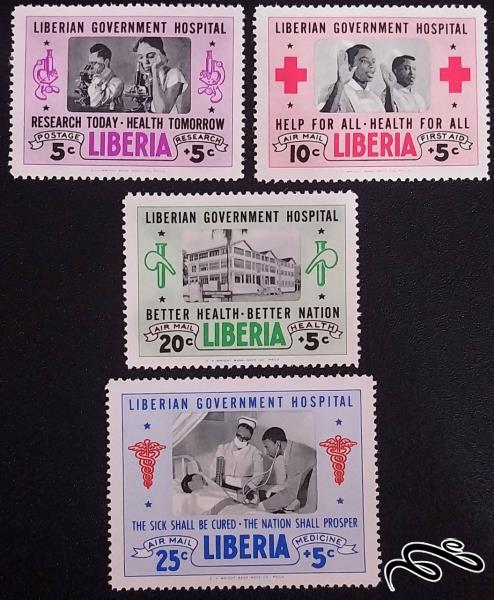 LIBERIAN GOVERNMENT HOSPITAL
RESEARCH TODAY · HEALTH TOMORROW
POSTAGE RESEARCH
5c LIBERIA +5c
LIBERIAN GOVERNMENT HOSPITAL
HELP FOR ALL · HEALTH FOR ALL
AIR MAIL FIRST AID
10c LIBERIA +5c
LIBERIAN GOVERNMENT HOSPITAL
BETTER HEALTH · BETTER NATION
AIR MAIL HEALTH
20c LIBERIA +5c
LIBERIAN GOVERNMENT HOSPITAL
THE SICK SHALL BE CURED · THE NATION SHALL PROSPER
AIR MAIL MEDICINE
25c LIBERIA +5c